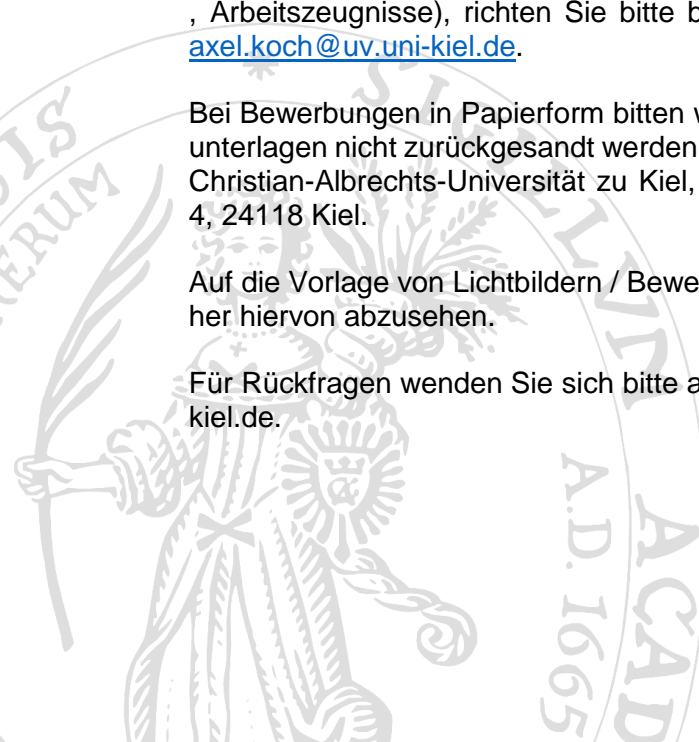 , Arbeitszeugnisse), richten Sie bitte
axel.koch@uv.uni-kiel.de.
Bei Bewerbungen in Papierform bitten
unterlagen nicht zurückgesandt werden
Christian-Albrechts-Universität zu Kiel,
4, 24118 Kiel.
Auf die Vorlage von Lichtbildern /
her hiervon abzusehen.
Für Rückfragen wenden Sie sich bitte
kiel.de.
SIGILLVM
ACAD
A.D. 1665